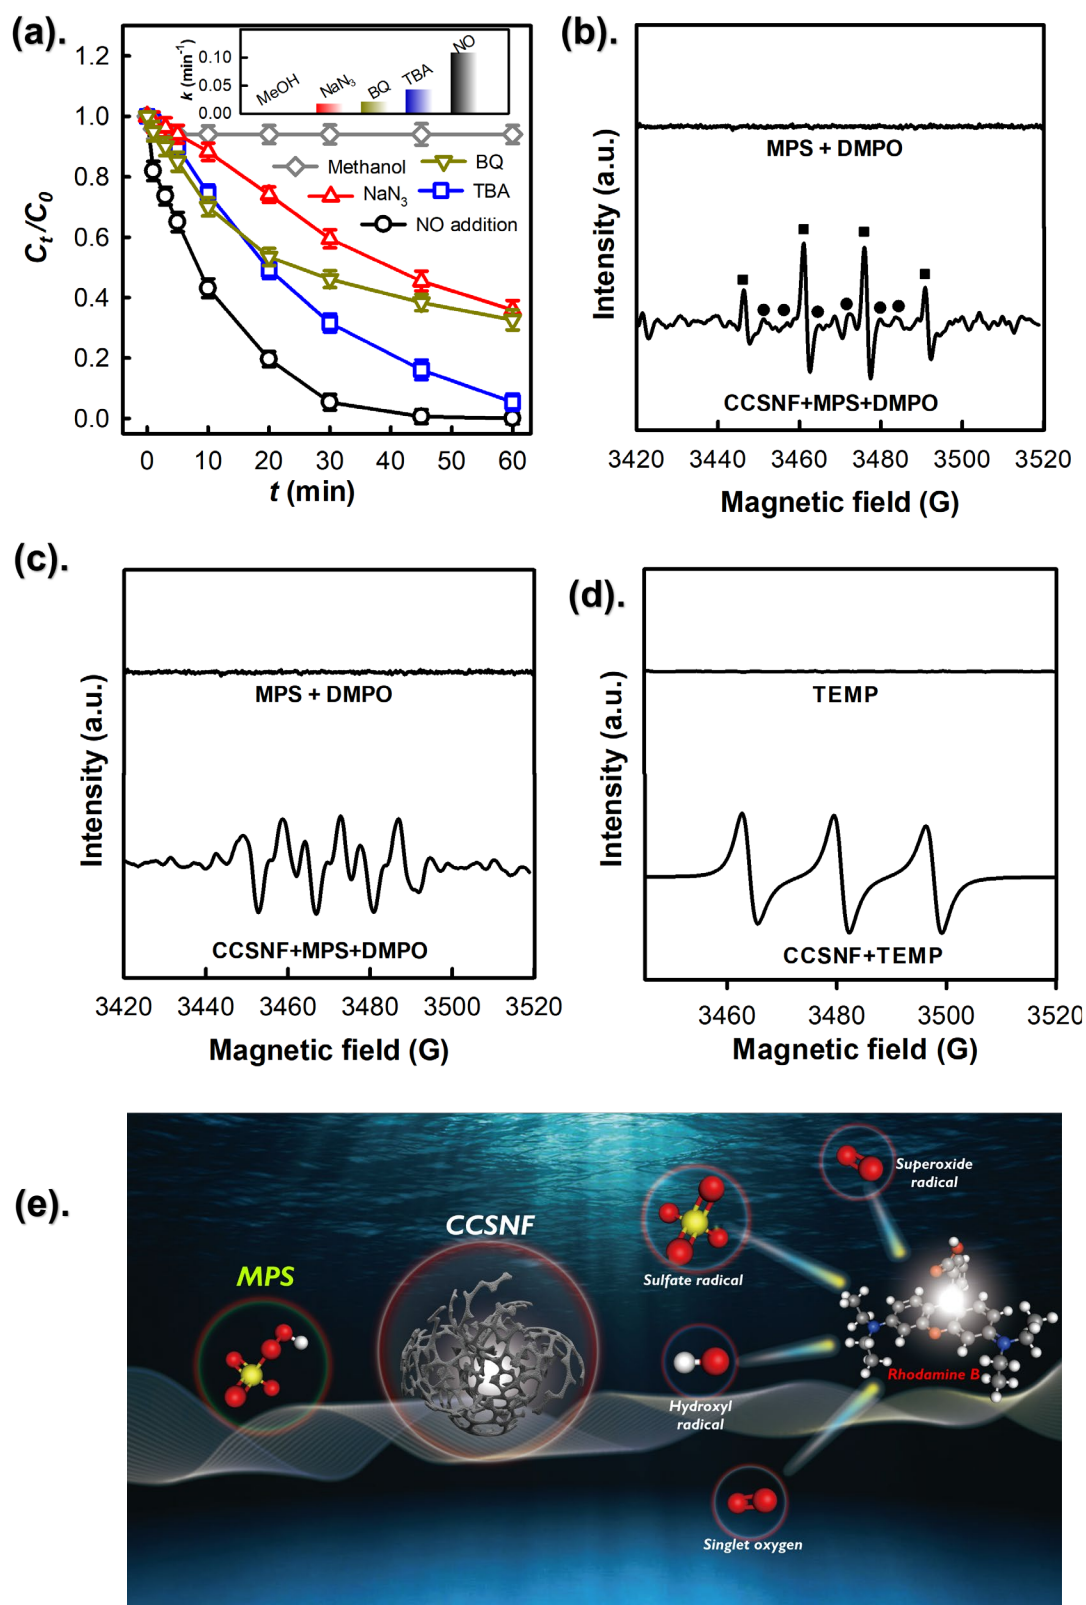 (a).
1.2
1.0
0.8
0.6
0.4
0.2
0.0
Ct/C0
0.10
0.05
0.00
k (min-1)
MeOH
NaN3
BQ
TBA
NO
Methanol
BQ
NaN3
TBA
NO addition
0 10 20 30 40 50 60
t (min)
(b).
Intensity (a.u.)
MPS + DMPO
CCSNF+MPS+DMPO
3420 3440 3460 3480 3500 3520
Magnetic field (G)
(c).
Intensity (a.u.)
MPS + DMPO
CCSNF+MPS+DMPO
3420 3440 3460 3480 3500 3520
Magnetic field (G)
(d).
Intensity (a.u.)
TEMP
CCSNF+TEMP
3460 3480 3500 3520
Magnetic field (G)
(e).
MPS
CCSNF
Sulfate radical
Superoxide
radical
Hydroxyl
radical
Rhodamine B
Singlet oxygen